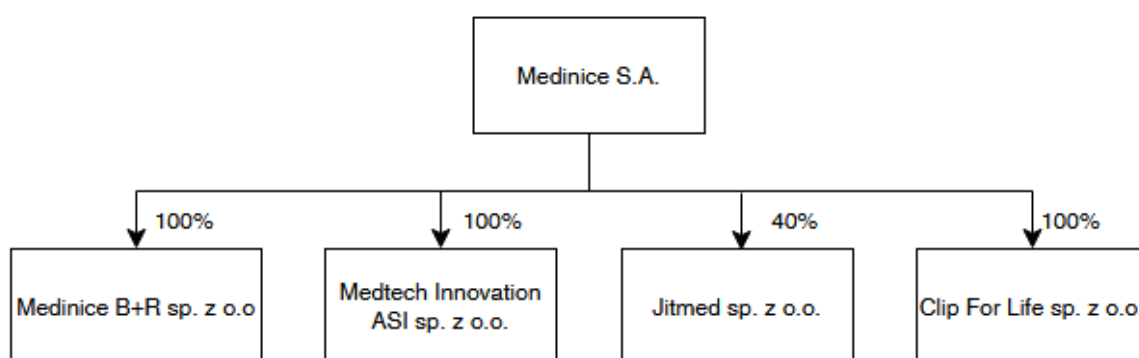 Medinice S.A.
100%
100%
40%
100%
Medinice B+R sp. z o.o
Medtech Innovation
ASI sp. z o.o.
Jitmed sp. z o.o.
Clip For Life sp. z o.o